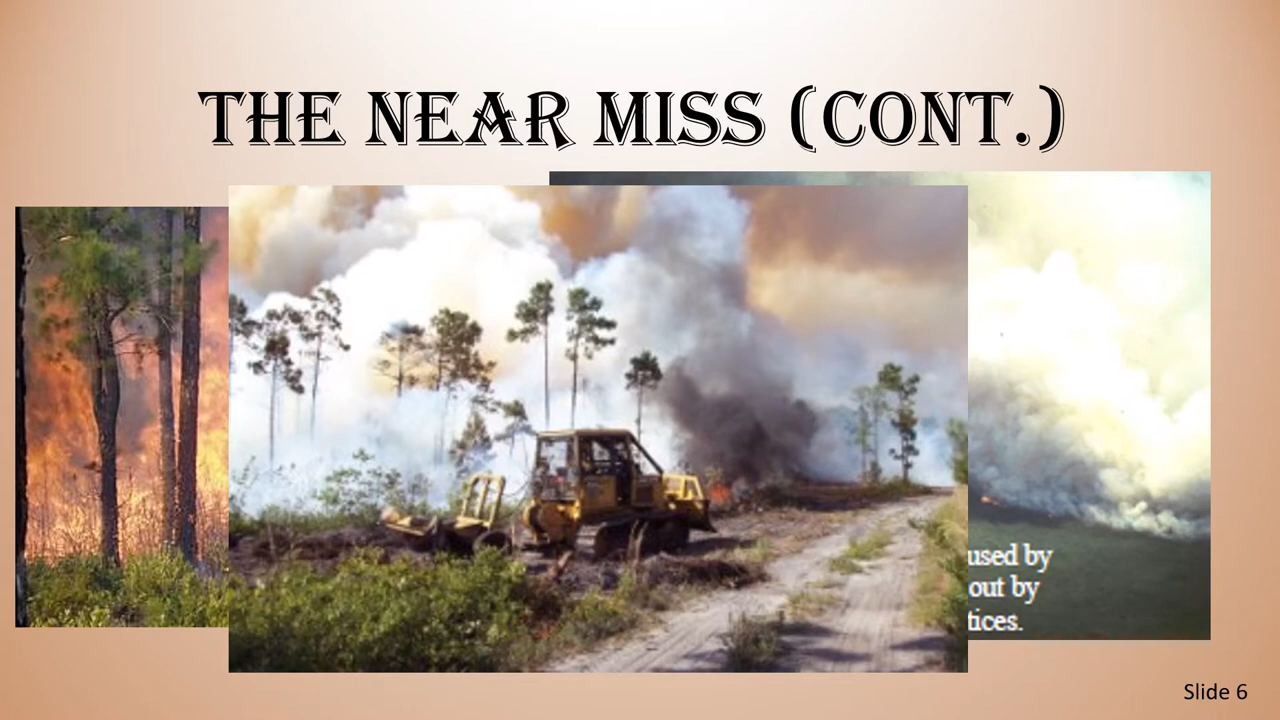 THE NEAR MISS (CONT.)
used by
out by
tices.
Slide 6